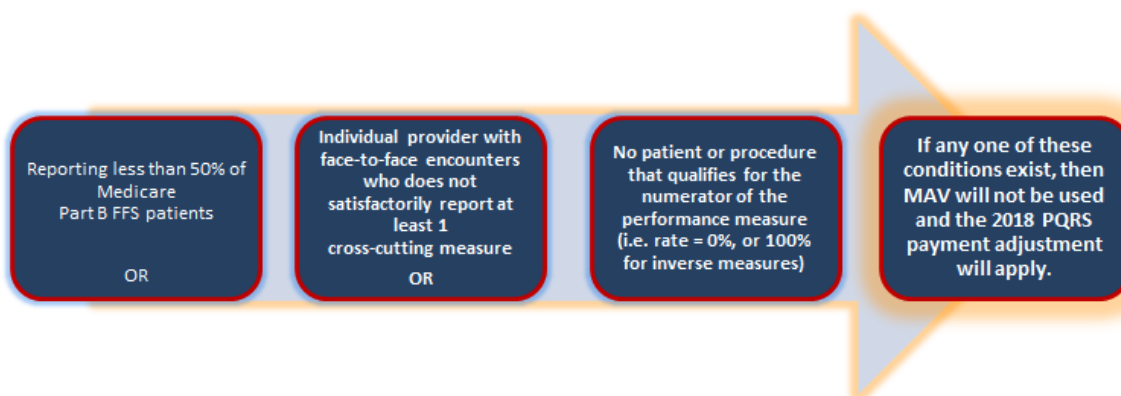 Reporting less than 50% of
Medicare
Part B FFS patients
OR
Individual provider with
face-to-face encounters
who does not
satisfactorily report at
least 1
cross-cutting measure
OR
No patient or procedure
that qualifies for the
numerator of the
performance measure
(i.e. rate = 0%, or 100%
for inverse measures)
If any one of these
conditions exist, then
MAV will not be used
and the 2018 PQRS
payment adjustment
will apply.